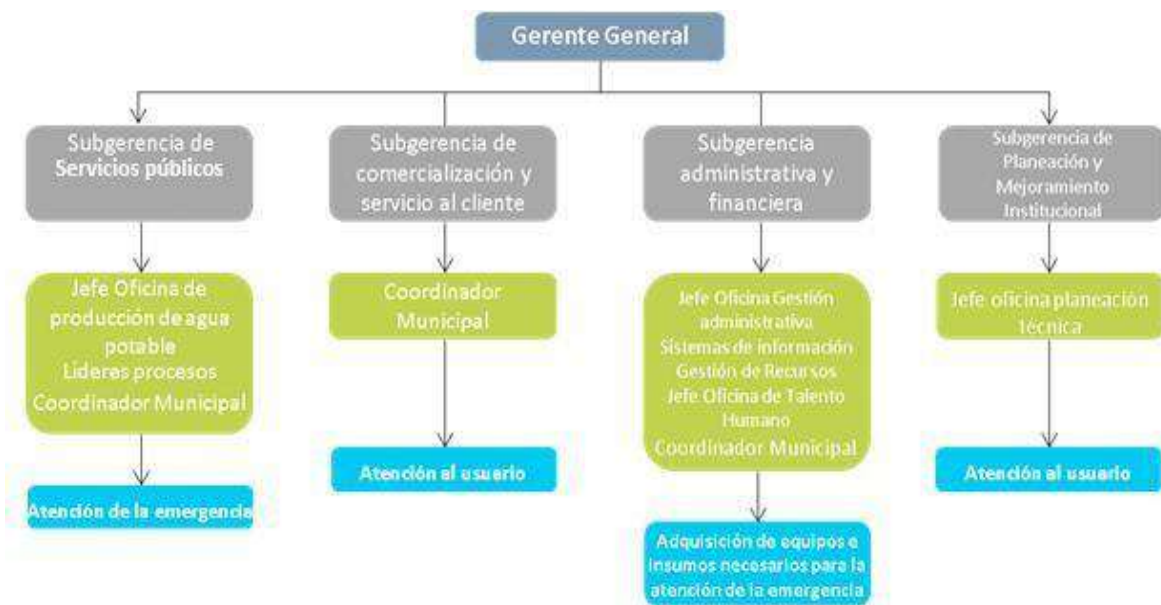 Gerente General
Subgerencia de
Servicios públicos
Subgerencia de
comercialización y
servicio al cliente
Subgerencia
administrativa y
financiera
Subgerencia de
Planeación y
Mejoramiento
Institucional
Jefe Oficina de
producción de agua
potable
Lideres procesos
Coordinador Municipal
Coordinador
Municipal
Jefe Oficina Gestión
administrativa
Sistemas de información
Gestión de Recursos
Jefe Oficina de Talento
Humano
Coordinador Municipal
Jefe oficina planeación
técnica
Atención de la emergencia
Atención al usuario
Adquisición de equipos e
insumos necesarios para la
atención de la emergencia
Atención al usuario